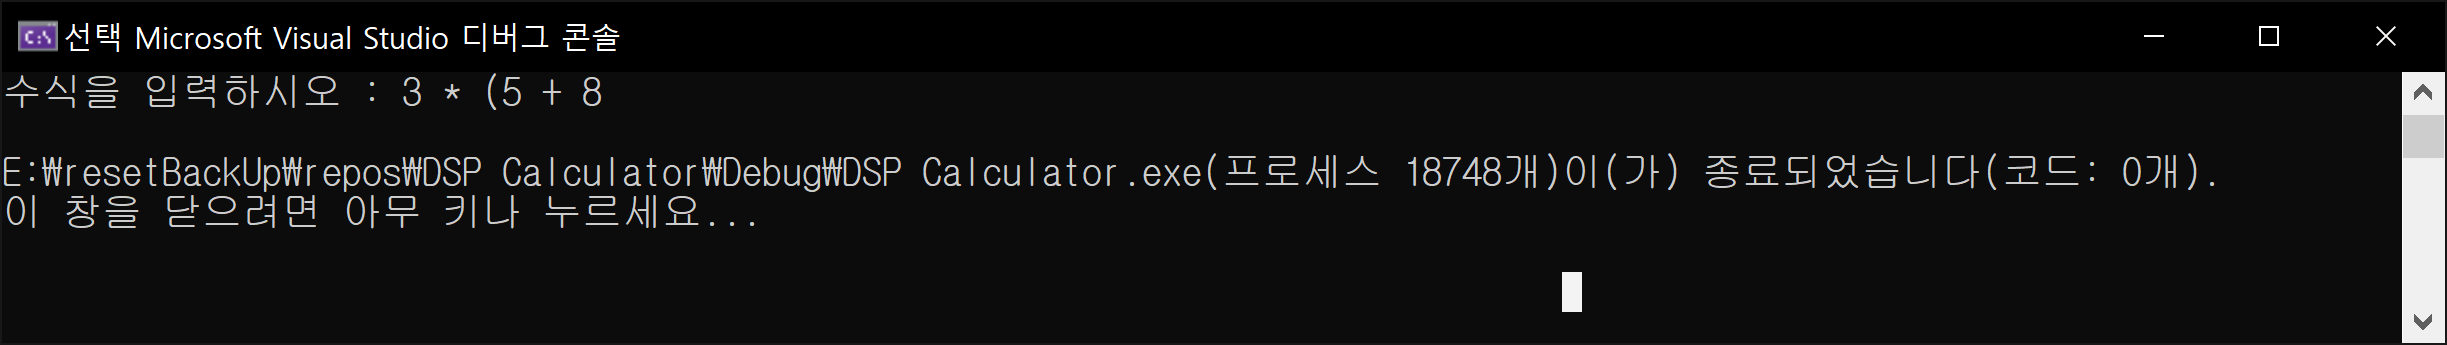 선택 Microsoft Visual Studio 디버그 콘솔
수식을 입력하시오 : 3 * (5 + 8
E:₩resetBackUp₩repos₩DSP Calculator₩Debug₩DSP Calculator.exe(프로세스 18748개)이(가) 종료되었습니다(코드: 0개).
이 창을 닫으려면 아무 키나 누르세요...